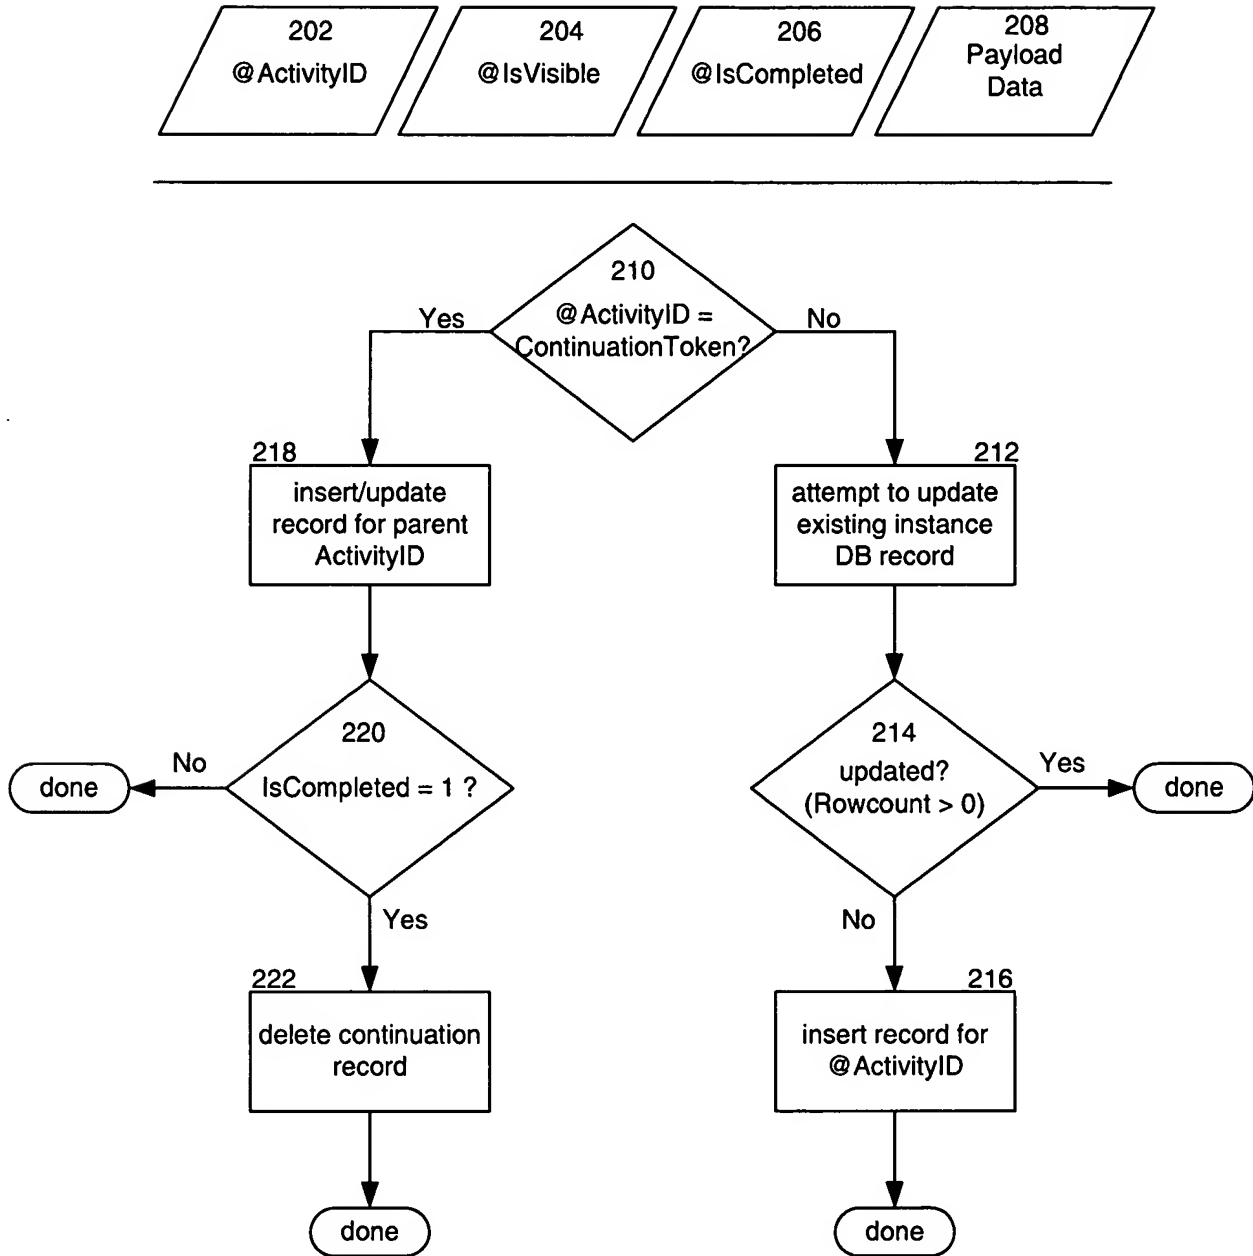 202
@ActivityID
204
@IsVisible
206
@IsCompleted
208
Payload
Data
210
@ActivityID =
ContinuationToken?
Yes
No
218
insert/update
record for parent
ActivityID
212
attempt to update
existing instance
DB record
220
IsCompleted = 1 ?
No
done
Yes
214
updated?
(Rowcount > 0)
Yes
done
No
222
delete continuation
record
216
insert record for
@ActivityID
done
done